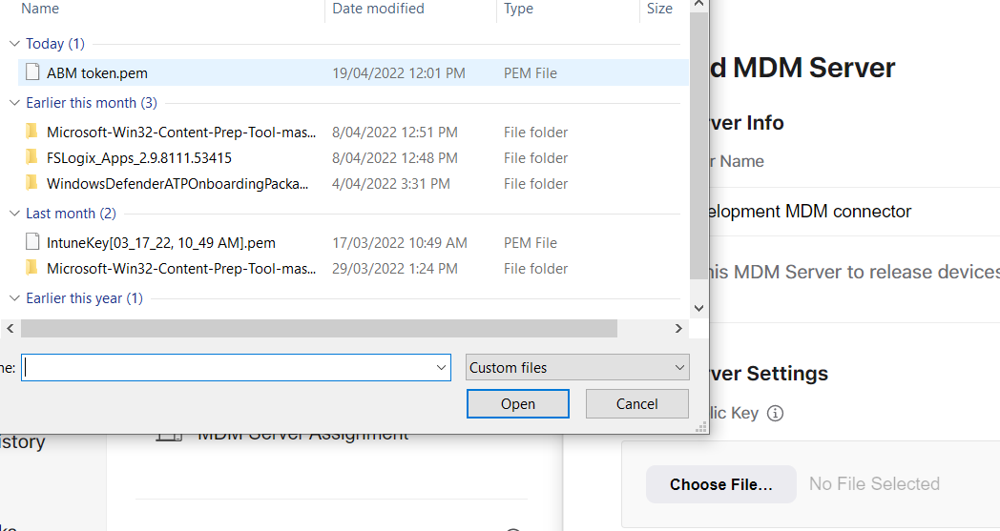 Name Date modified Type Size
Today (1)
ABM token.pem 19/04/2022 12:01 PM PEM File
Earlier this month (3)
Microsoft-Win32-Content-Prep-Tool-mas... 8/04/2022 12:51 PM File folder
FSLogix_Apps_2.9.8111.53415 8/04/2022 12:48 PM File folder
WindowsDefenderATPOnboardingPacka... 4/04/2022 3:31 PM File folder
Last month (2)
IntuneKey[03_17_22, 10_49 AM].pem 17/03/2022 10:49 AM PEM File
Microsoft-Win32-Content-Prep-Tool-mas... 29/03/2022 1:24 PM File folder
Earlier this year (1)
ne:
Custom files
Open Cancel
d MDM Server
ver Info
r Name
elopment MDM connector
his MDM Server to release devices
ver Settings
lic Key
Choose File... No File Selected
istory
MDM Server Assignment